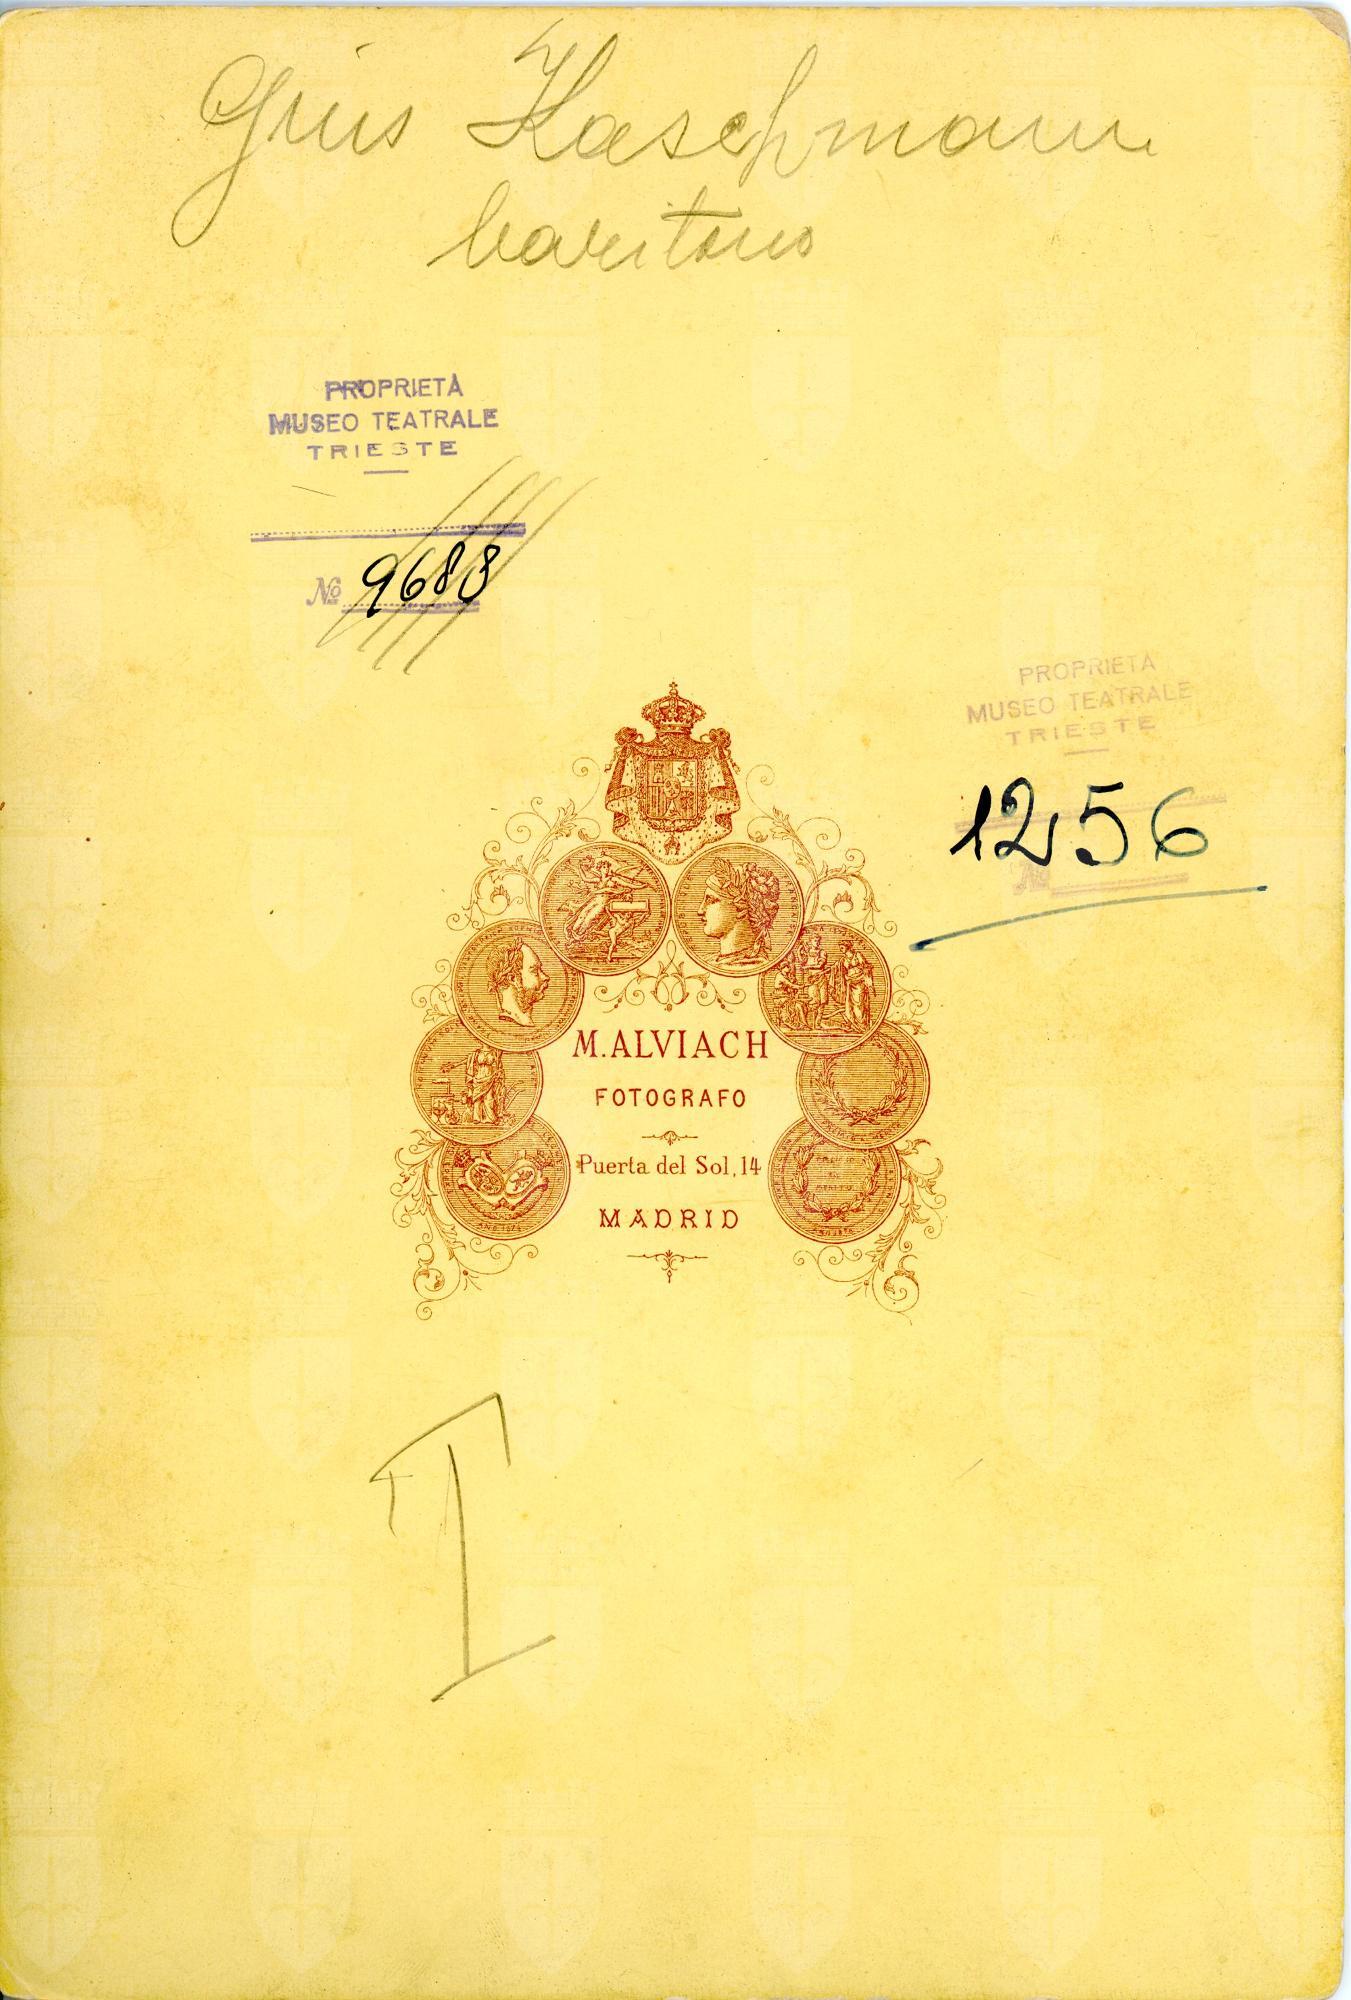 Gius Kaschmann
baritono
PROPRIETÀ
MUSEO TEATRALE
TRIESTE
No 9688
PROPRIETÀ
MUSEO TEATRALE
TRIESTE
1256
No
M. ALVIACH
FOTOGRAFO
Puerta del Sol, 14
MADRID
I